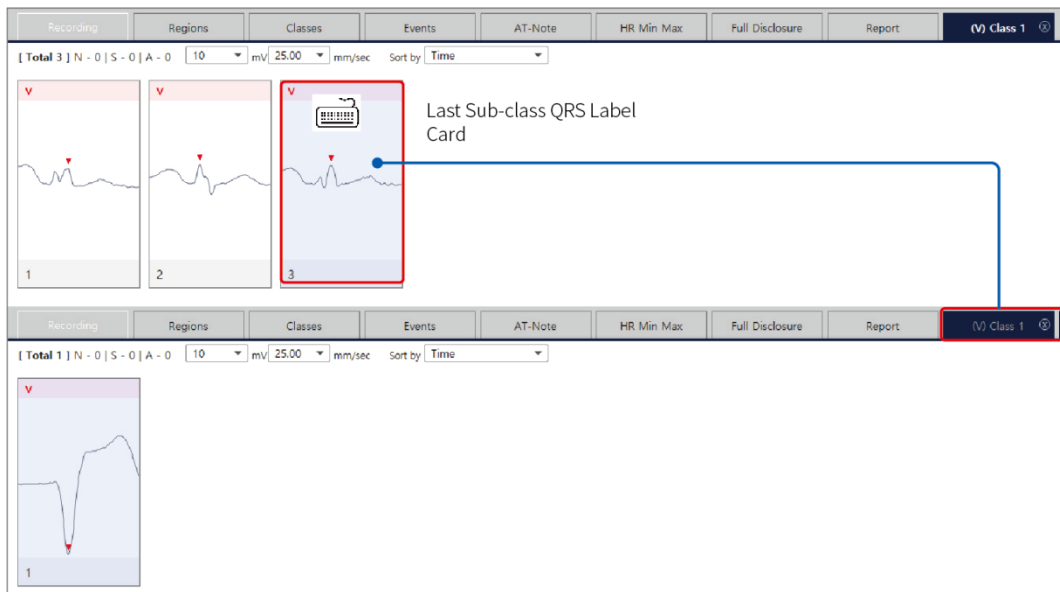 Recording Regions Classes Events AT-Note HR Min Max Full Disclosure Report (V) Class 1
[ Total 3 ] N - 0 | S - 0 | A - 0 10 mV 25.00 mm/sec Sort by Time
V V V
Last Sub-class QRS Label
Card
1 2 3
Recording Regions Classes Events AT-Note HR Min Max Full Disclosure Report (V) Class 1
[ Total 1 ] N - 0 | S - 0 | A - 0 10 mV 25.00 mm/sec Sort by Time
V
1